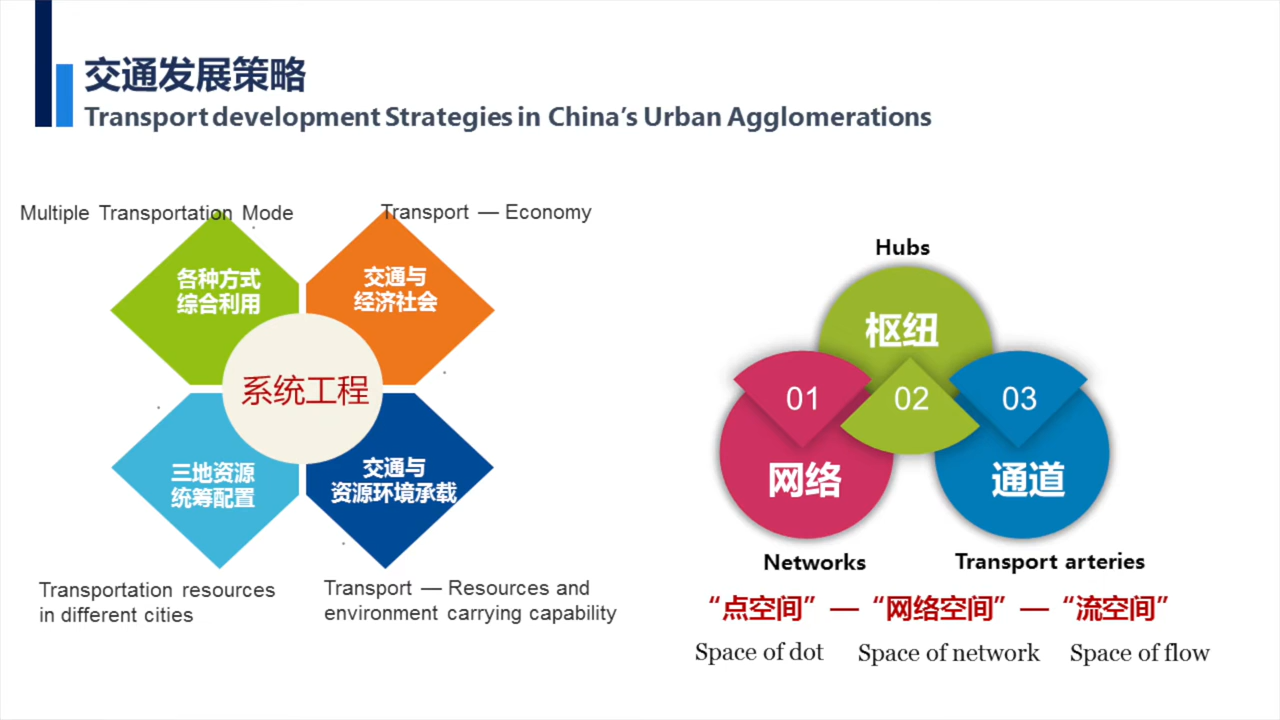 交通发展策略
Transport development Strategies in China's Urban Agglomerations
Multiple Transportation Mode
Transport — Economy
各种方式
综合利用
交通与
经济社会
系统工程
三地资源
统筹配置
交通与
资源环境承载
Transportation resources
in different cities
Transport — Resources and
environment carrying capability
Hubs
枢纽
01
02
03
网络
通道
Networks
Transport arteries
“点空间”—“网络空间”—“流空间”
Space of dot
Space of network
Space of flow